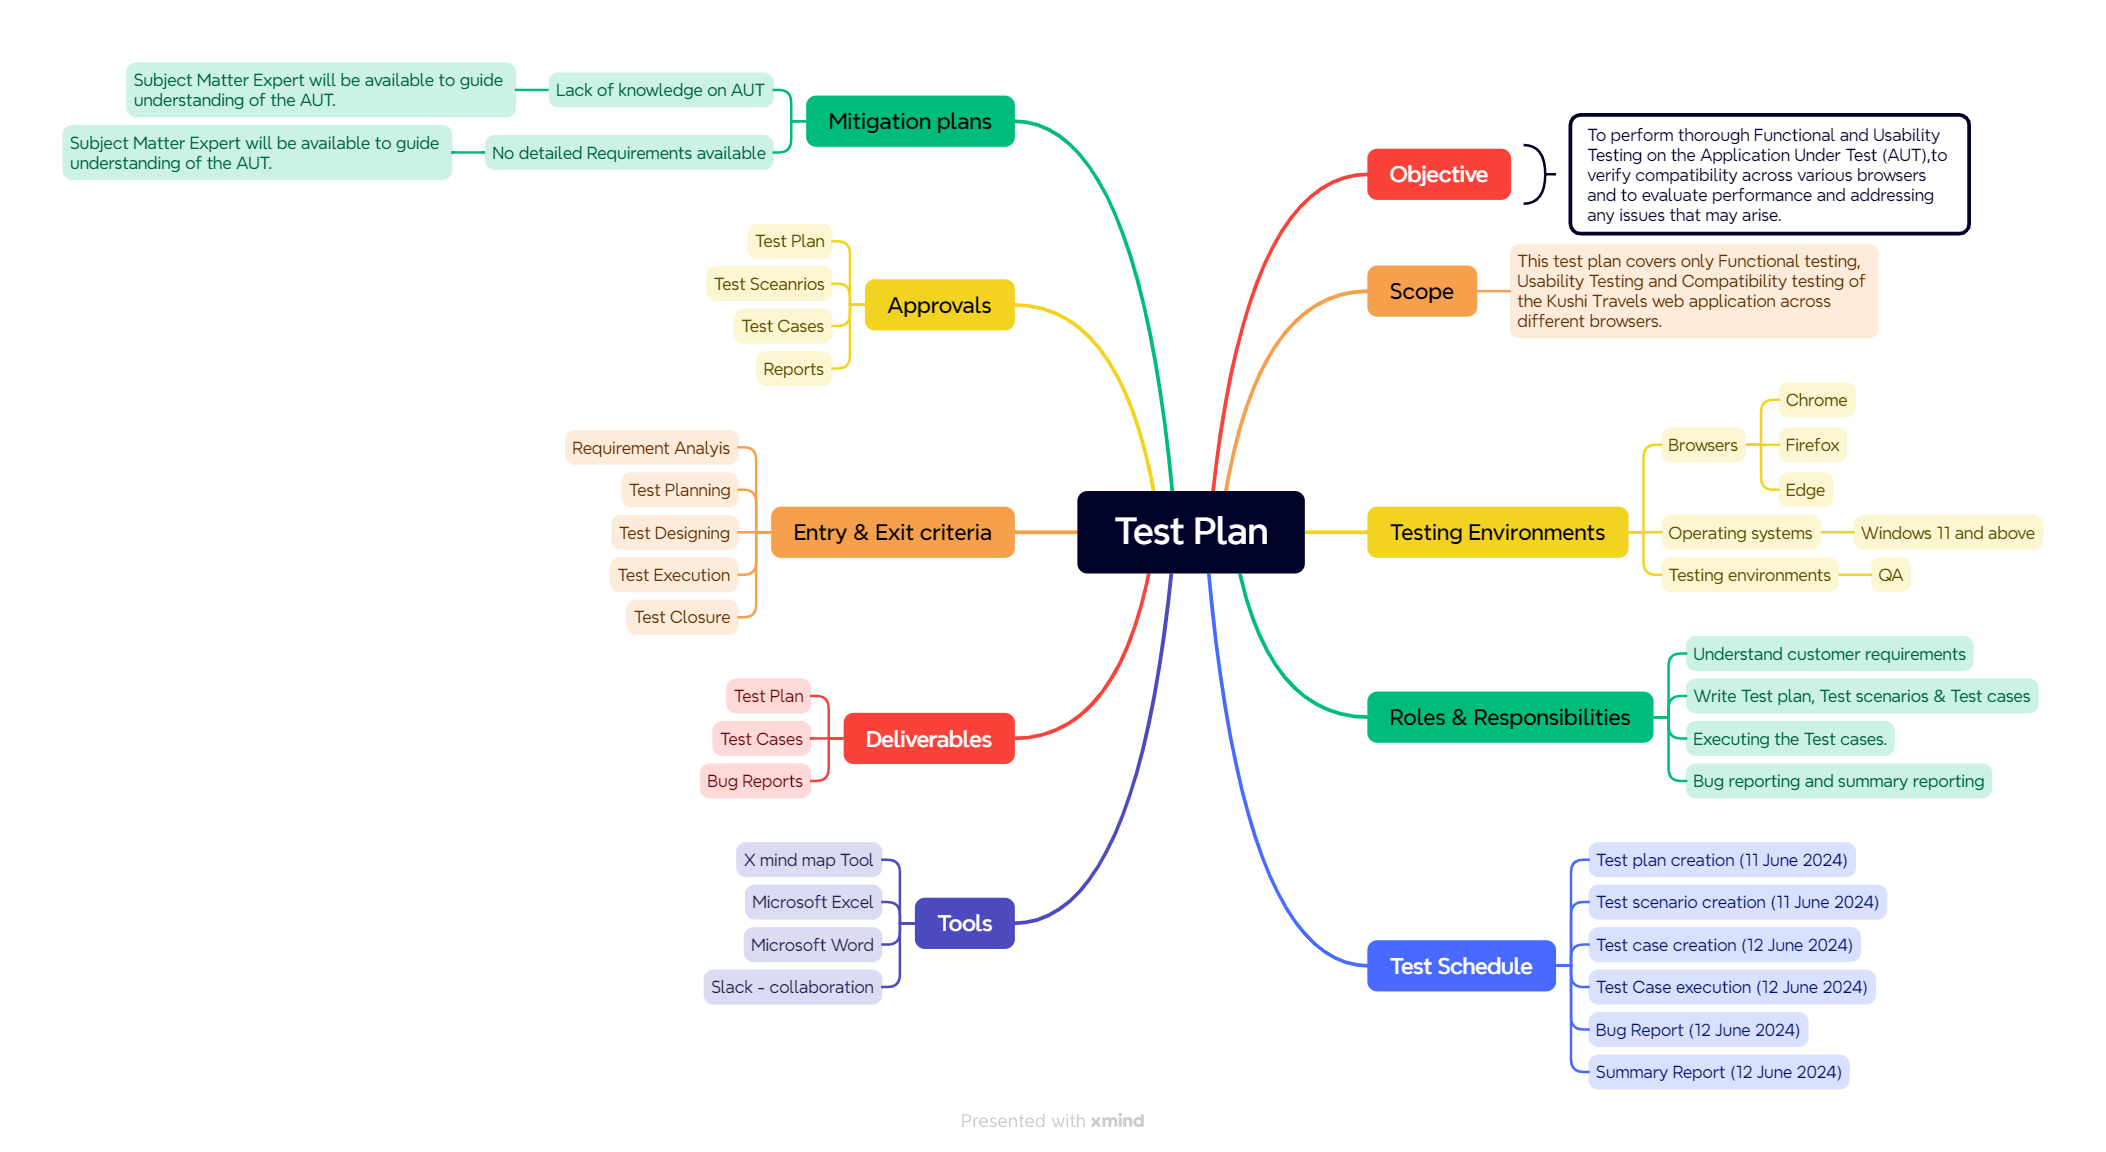 Test Plan
Objective
To perform thorough Functional and Usability
Testing on the Application Under Test (AUT),to
verify compatibility across various browsers
and to evaluate performance and addressing
any issues that may arise.
Scope
This test plan covers only Functional testing,
Usability Testing and Compatibility testing of
the Kushi Travels web application across
different browsers.
Testing Environments
Browsers
Chrome
Firefox
Edge
Operating systems
Windows 11 and above
Testing environments
QA
Roles & Responsibilities
Understand customer requirements
Write Test plan, Test scenarios & Test cases
Executing the Test cases.
Bug reporting and summary reporting
Test Schedule
Test plan creation (11 June 2024)
Test scenario creation (11 June 2024)
Test case creation (12 June 2024)
Test Case execution (12 June 2024)
Bug Report (12 June 2024)
Summary Report (12 June 2024)
Mitigation plans
Lack of knowledge on AUT
Subject Matter Expert will be available to guide
understanding of the AUT.
No detailed Requirements available
Subject Matter Expert will be available to guide
understanding of the AUT.
Approvals
Test Plan
Test Sceanrios
Test Cases
Reports
Entry & Exit criteria
Requirement Analyis
Test Planning
Test Designing
Test Execution
Test Closure
Deliverables
Test Plan
Test Cases
Bug Reports
Tools
X mind map Tool
Microsoft Excel
Microsoft Word
Slack - collaboration
Presented with xmind